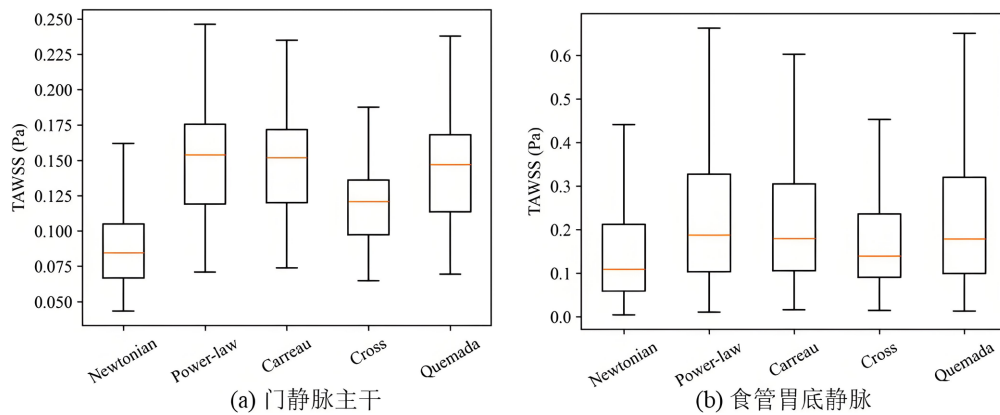 TAWSS (Pa)
0.250
0.225
0.200
0.175
0.150
0.125
0.100
0.075
0.050
Newtonian
Power-law
Carreau
Cross
Quemada
(a) 门静脉主干
TAWSS (Pa)
0.6
0.5
0.4
0.3
0.2
0.1
0.0
Newtonian
Power-law
Carreau
Cross
Quemada
(b) 食管胃底静脉